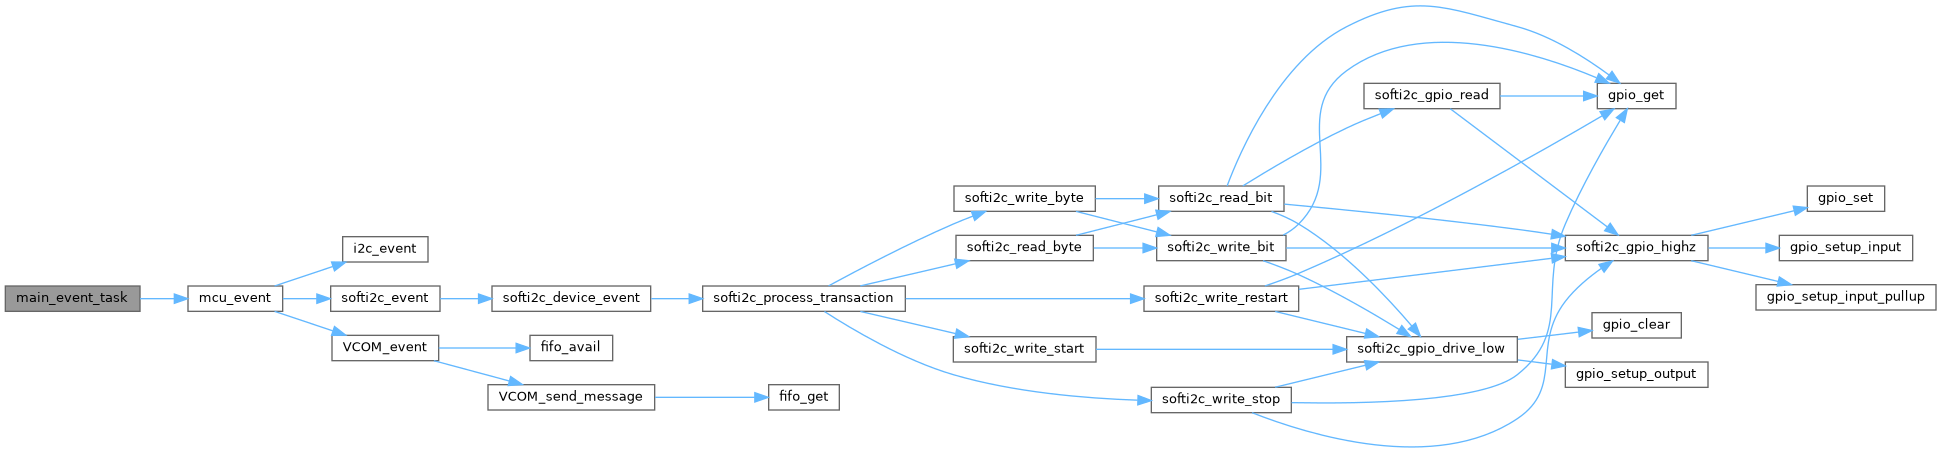 main_event_task
mcu_event
i2c_event
softi2c_event
VCOM_event
softi2c_device_event
fifo_avail
VCOM_send_message
softi2c_process_transaction
fifo_get
softi2c_write_byte
softi2c_read_byte
softi2c_write_restart
softi2c_write_start
softi2c_write_stop
softi2c_read_bit
softi2c_write_bit
softi2c_gpio_read
softi2c_gpio_drive_low
gpio_get
softi2c_gpio_highz
gpio_clear
gpio_setup_output
gpio_set
gpio_setup_input
gpio_setup_input_pullup